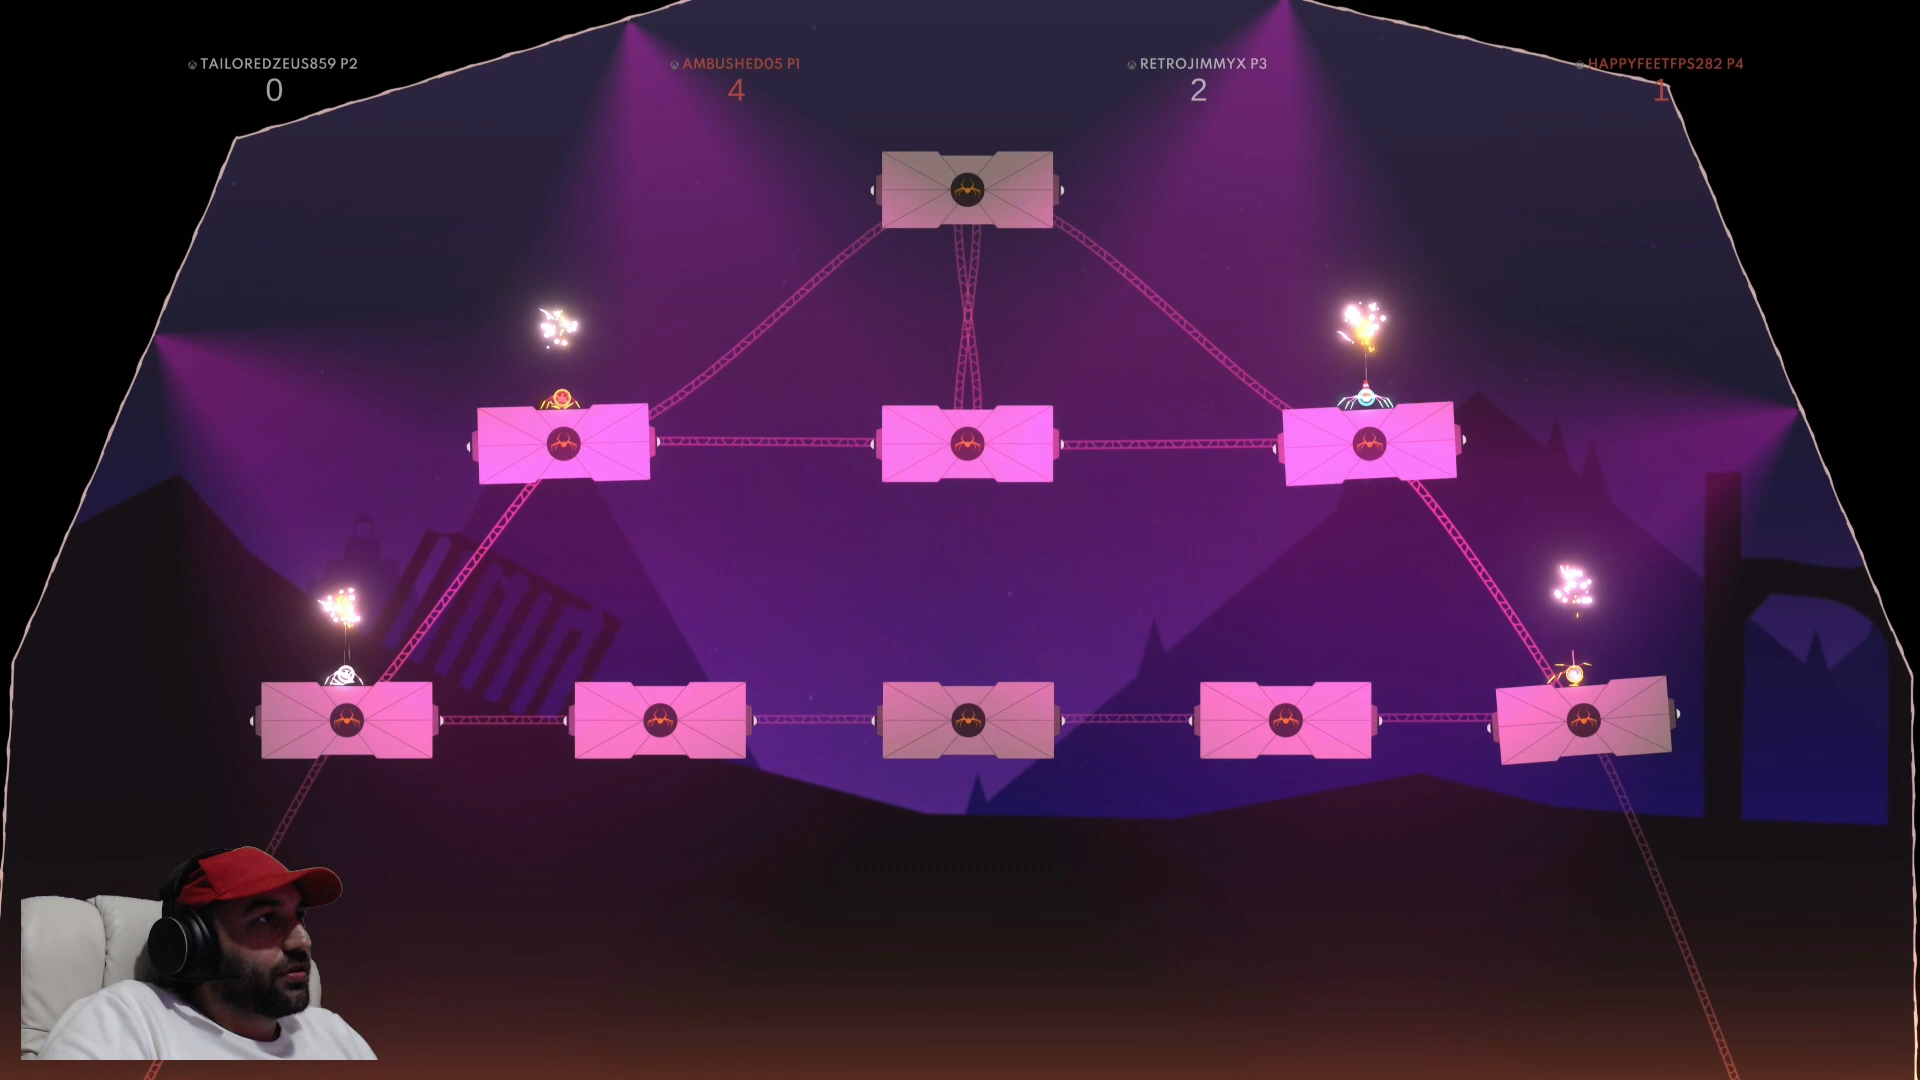 TAILOREDZEUS859 P2
0
AMBUSHED05 P1
4
RETROJIMMYX P3
2
HAPPYFEETFPS282 P4
1